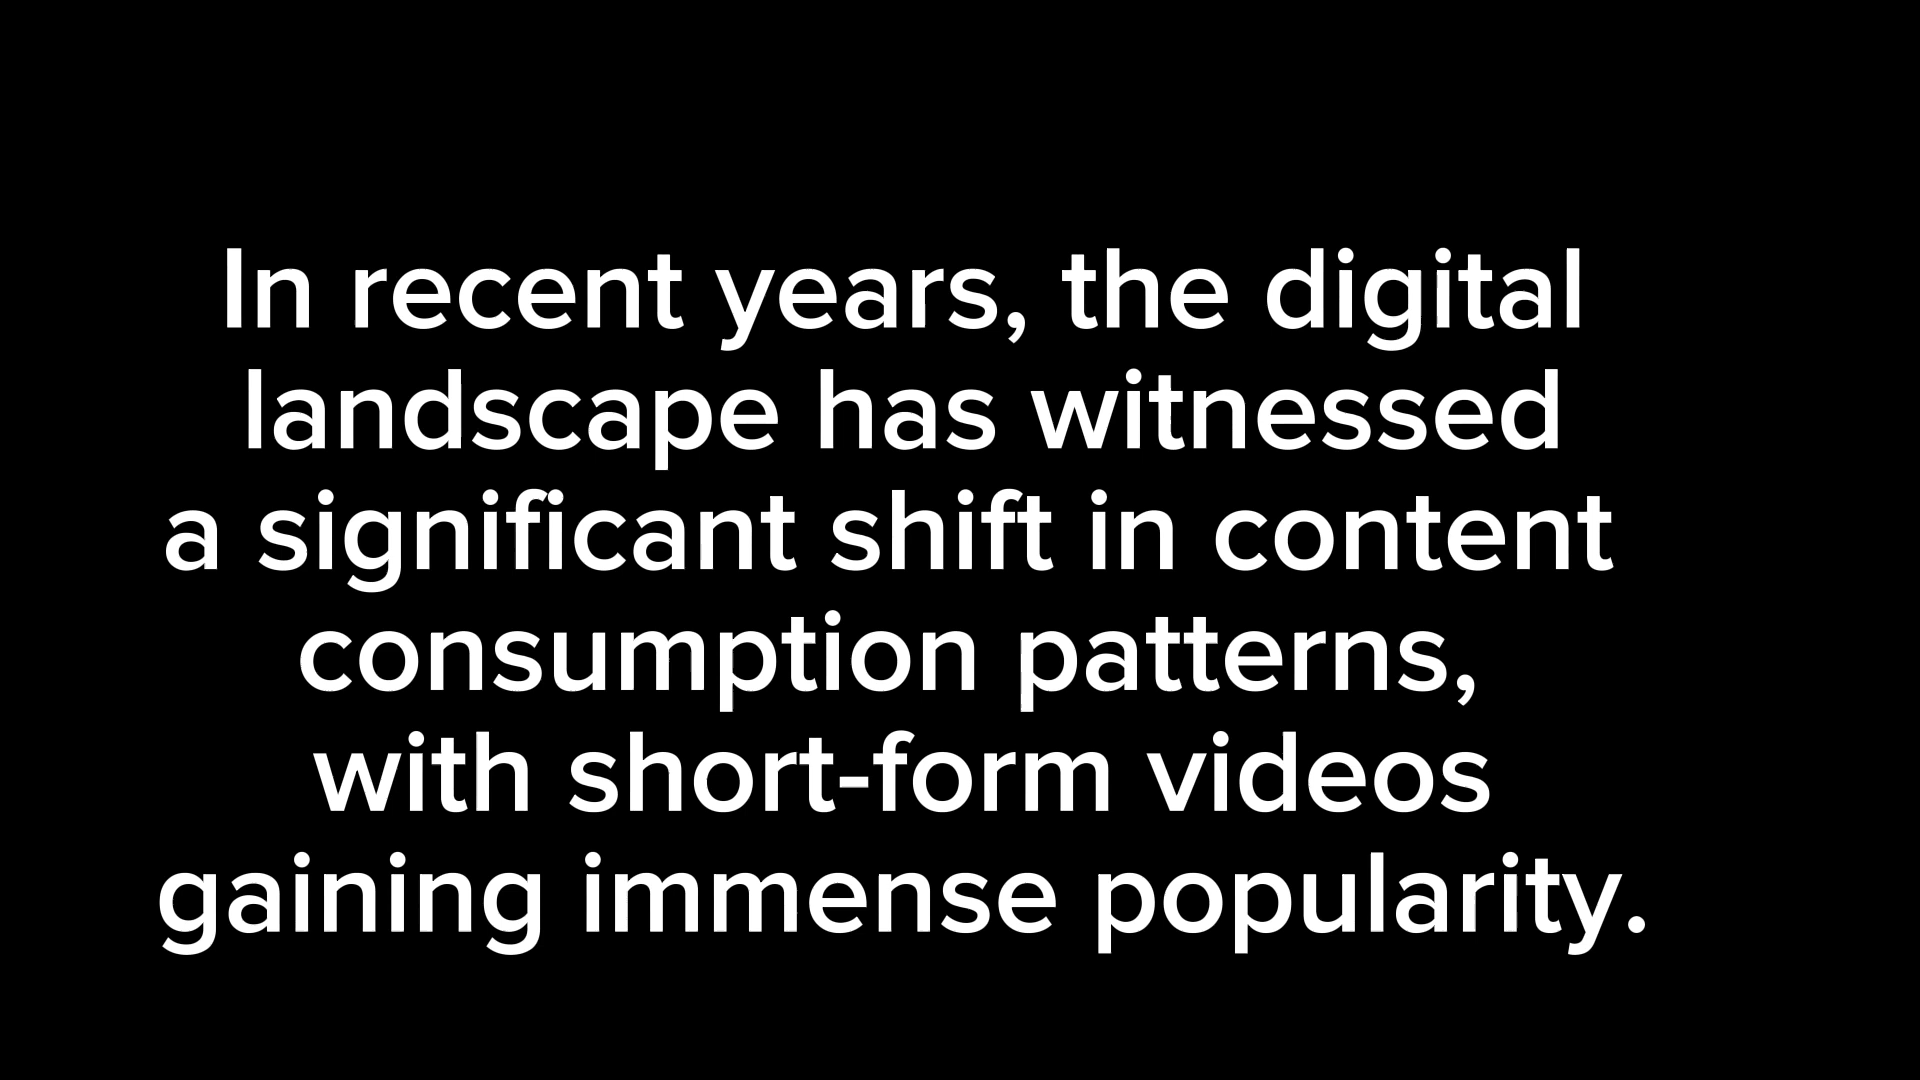 In recent years, the digital
landscape has witnessed
a significant shift in content
consumption patterns,
with short-form videos
gaining immense popularity.